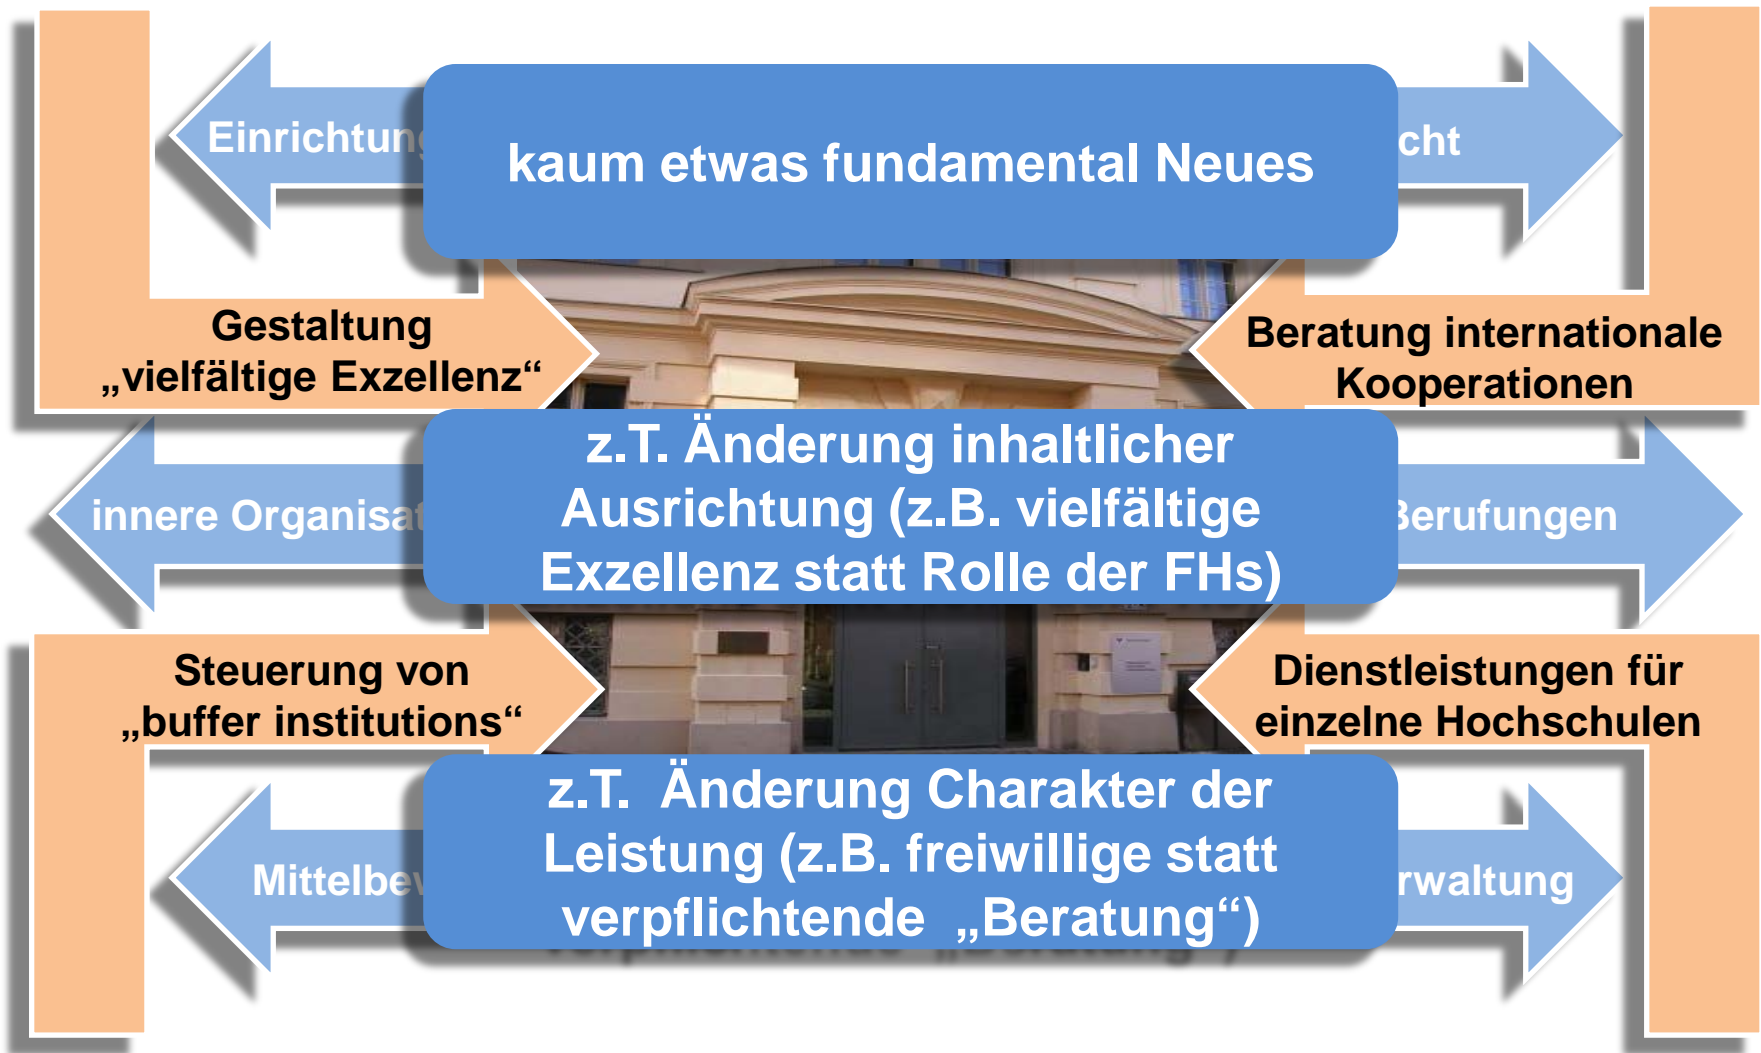 Einrichtung
kaum etwas fundamental Neues
cht
Gestaltung
„vielfältige Exzellenz“
Beratung internationale
Kooperationen
innere Organisat
z.T. Änderung inhaltlicher
Ausrichtung (z.B. vielfältige
Exzellenz statt Rolle der FHs)
Berufungen
Steuerung von
„buffer institutions“
Dienstleistungen für
einzelne Hochschulen
Mittelbew
z.T.  Änderung Charakter der
Leistung (z.B. freiwillige statt
verpflichtende  „Beratung“)
rwaltung